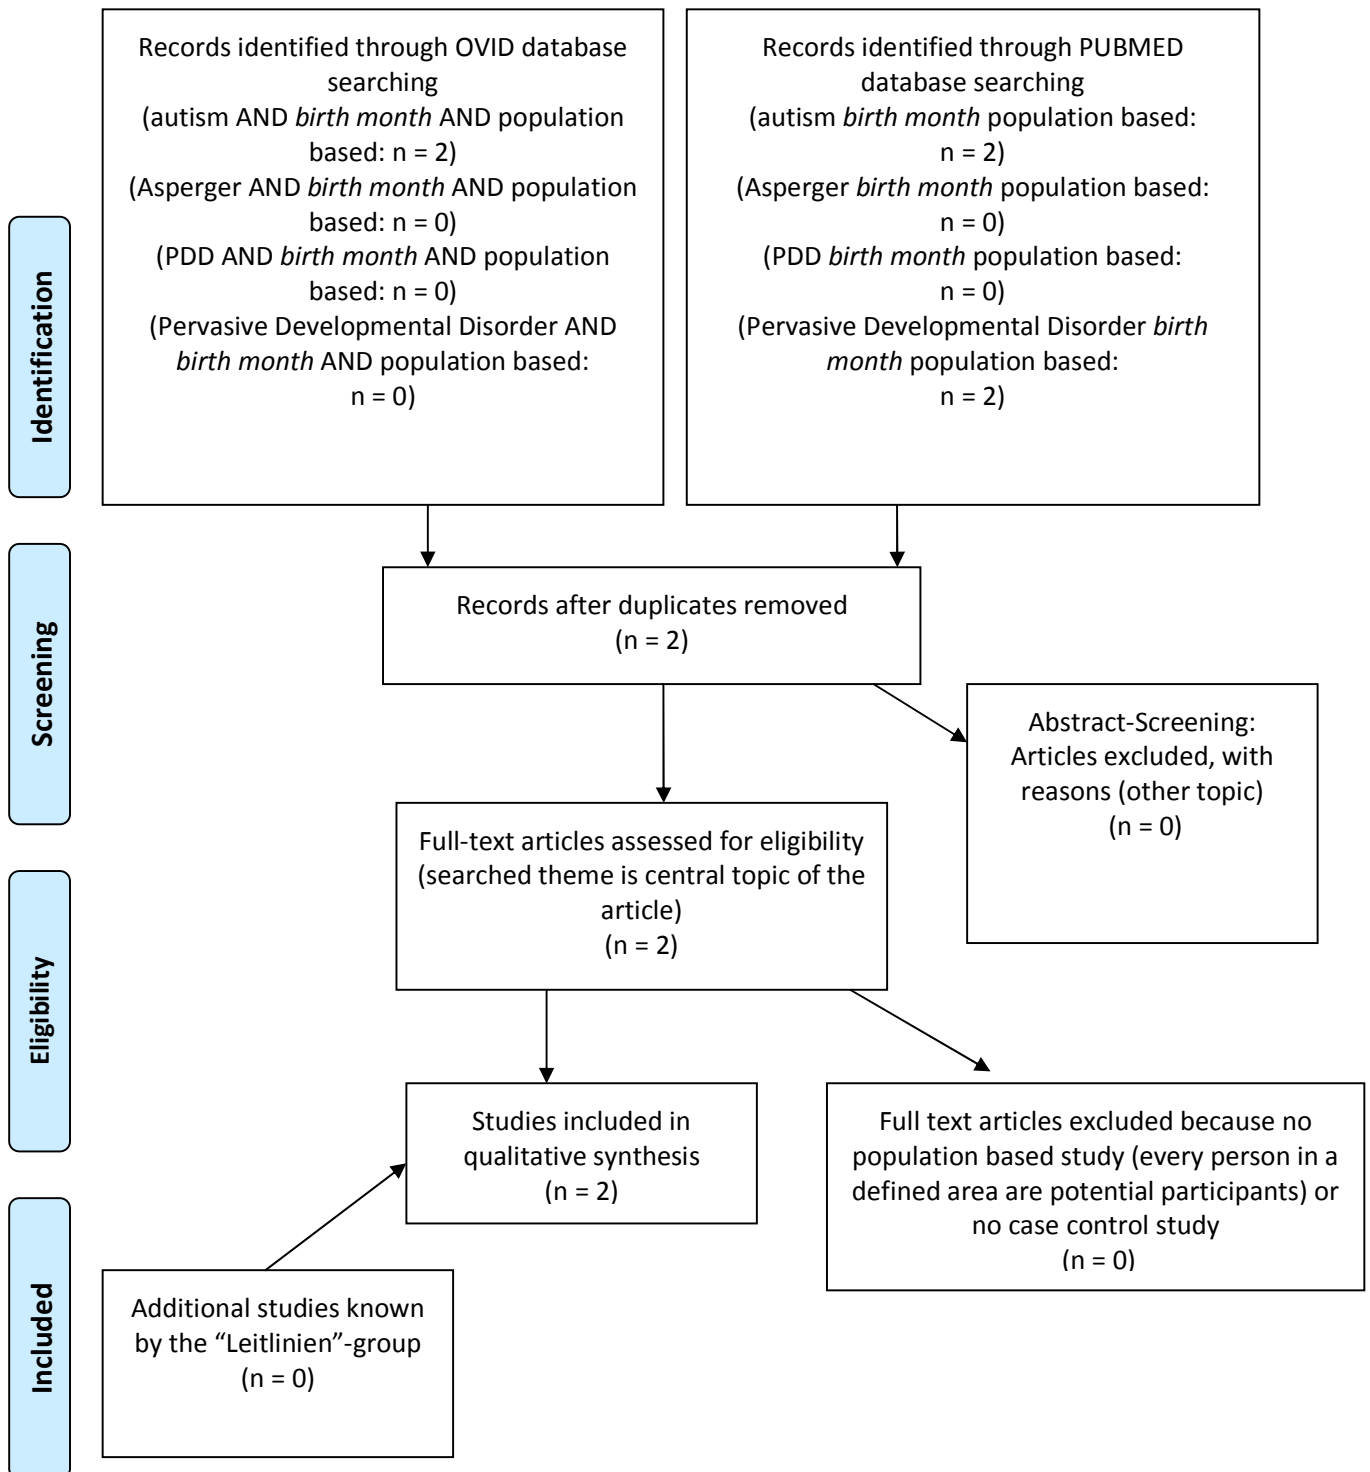 Records identified through OVID database
searching
(autism AND birth month AND population
based: n = 2)
(Asperger AND birth month AND population
based: n = 0)
(PDD AND birth month AND population
based: n = 0)
(Pervasive Developmental Disorder AND
birth month AND population based:
n = 0)
Records identified through PUBMED
database searching
(autism birth month population based:
n = 2)
(Asperger birth month population based:
n = 0)
(PDD birth month population based:
n = 0)
(Pervasive Developmental Disorder birth
month population based:
n = 2)
Identification
Records after duplicates removed
(n = 2)
Screening
Abstract-Screening:
Articles excluded, with
reasons (other topic)
(n = 0)
Full-text articles assessed for eligibility
(searched theme is central topic of the
article)
(n = 2)
Eligibility
Studies included in
qualitative synthesis
(n = 2)
Full text articles excluded because no
population based study (every person in a
defined area are potential participants) or
no case control study
(n = 0)
Included
Additional studies known
by the “Leitlinien”-group
(n = 0)